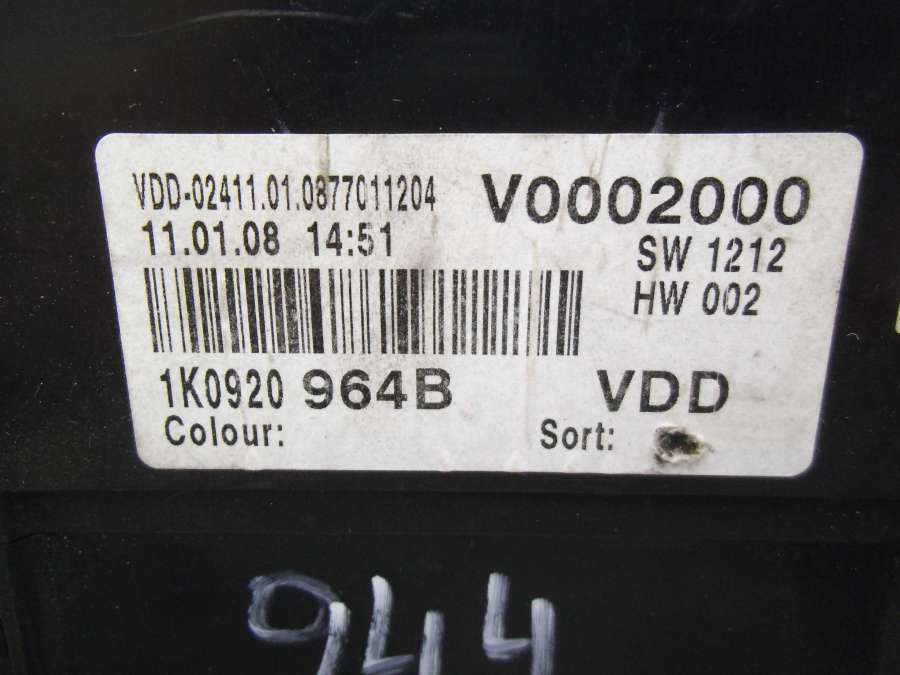 VDD-02411.01.0877011204
V0002000
11.01.08 14:51
SW 1212
HW 002
1K0920 964B
VDD
Colour:
Sort:
944